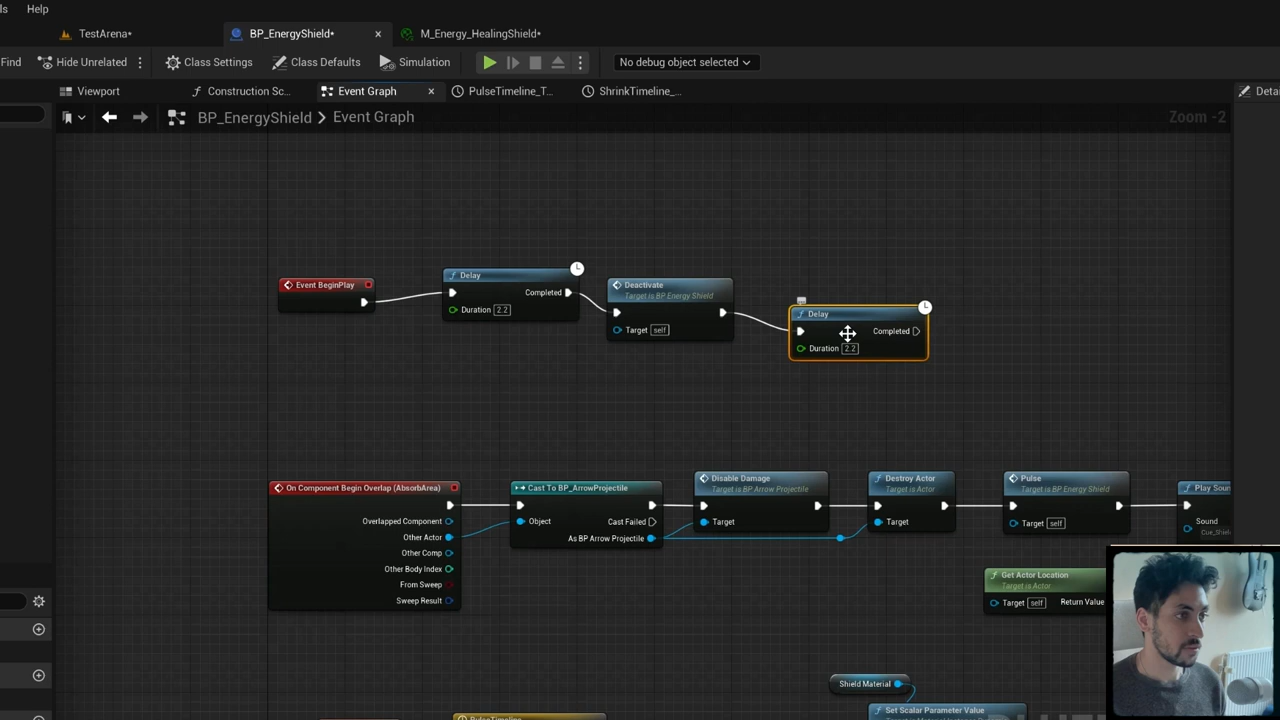 ls Help
TestArena* BP_EnergyShield* M_Energy_HealingShield*
Find Hide Unrelated Class Settings Class Defaults Simulation No debug object selected
Viewport Construction Sc... Event Graph PulseTimeline_T... ShrinkTimeline_... Detai
BP_EnergyShield Event Graph Zoom -2
Event BeginPlay
Delay
Completed
Duration 2.2
Deactivate
Target is BP Energy Shield
Target self
Delay
Completed
Duration 2.2
On Component Begin Overlap (AbsorbArea)
Overlapped Component
Other Actor
Other Comp
Other Body Index
From Sweep
Sweep Result
Cast To BP_ArrowProjectile
Object Cast Failed
As BP Arrow Projectile
Disable Damage
Target is BP Arrow Projectile
Target
Destroy Actor
Target is Actor
Target
Pulse
Target is BP Energy Shield
Target self
Play Soun
Sound
Cue_Shiel
Get Actor Location
Target is Actor
Target self Return Value
Shield Material
Set Scalar Parameter Value
PulseTimeline